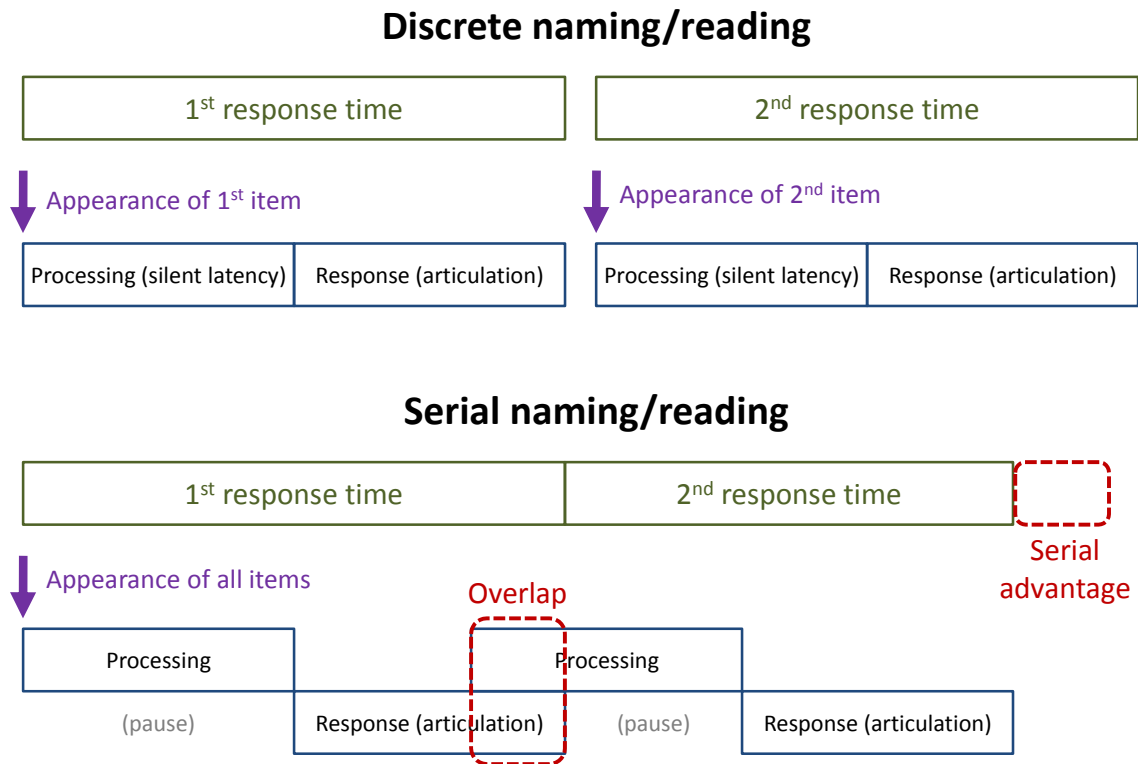 Discrete naming/reading
1st response time
2nd response time
Appearance of 1st item
Appearance of 2nd item
Processing (silent latency)
Response (articulation)
Processing (silent latency)
Response (articulation)
Serial naming/reading
1st response time
2nd response time
Serial
advantage
Appearance of all items
Overlap
Processing
Processing
(pause)
Response (articulation)
(pause)
Response (articulation)